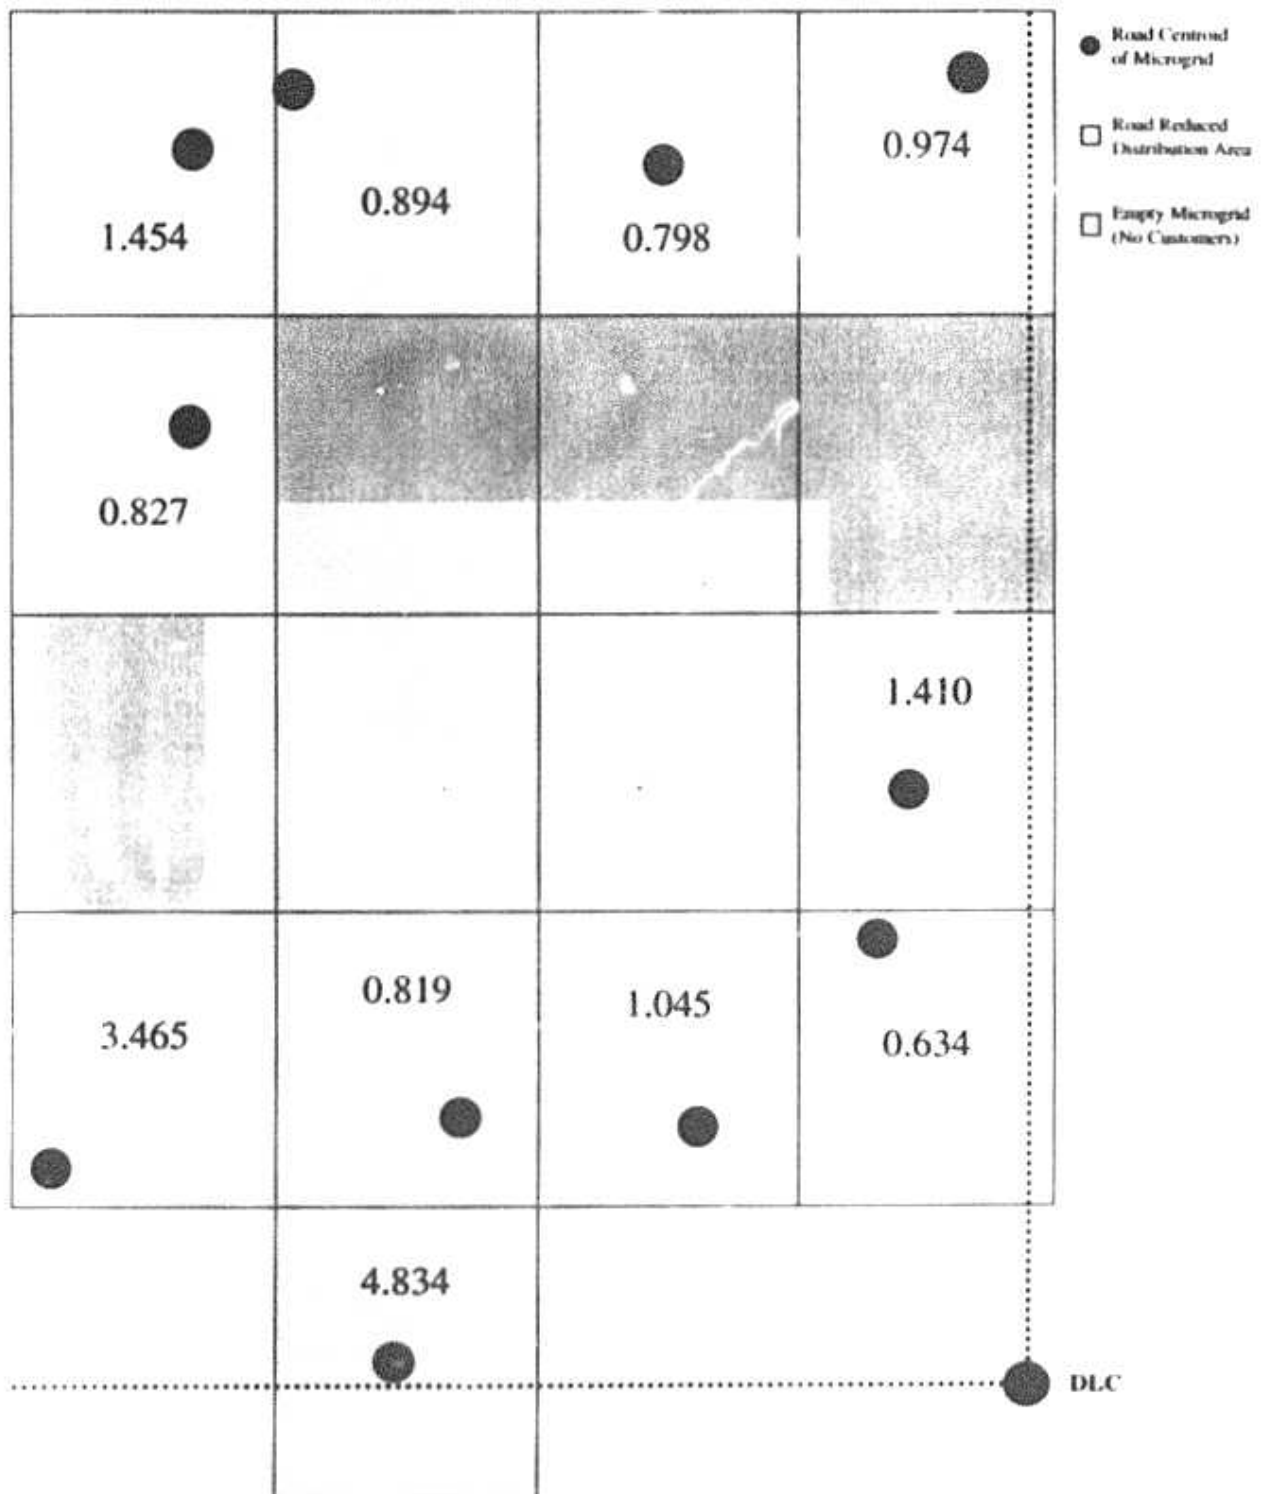 Road Centroid
of Microgrid
0.974
Road Reduced
Distribution Area
0.894
1.454
0.798
Empty Microgrid
(No Customers)
0.827
1.410
0.819
1.045
3.465
0.634
4.834
DLC